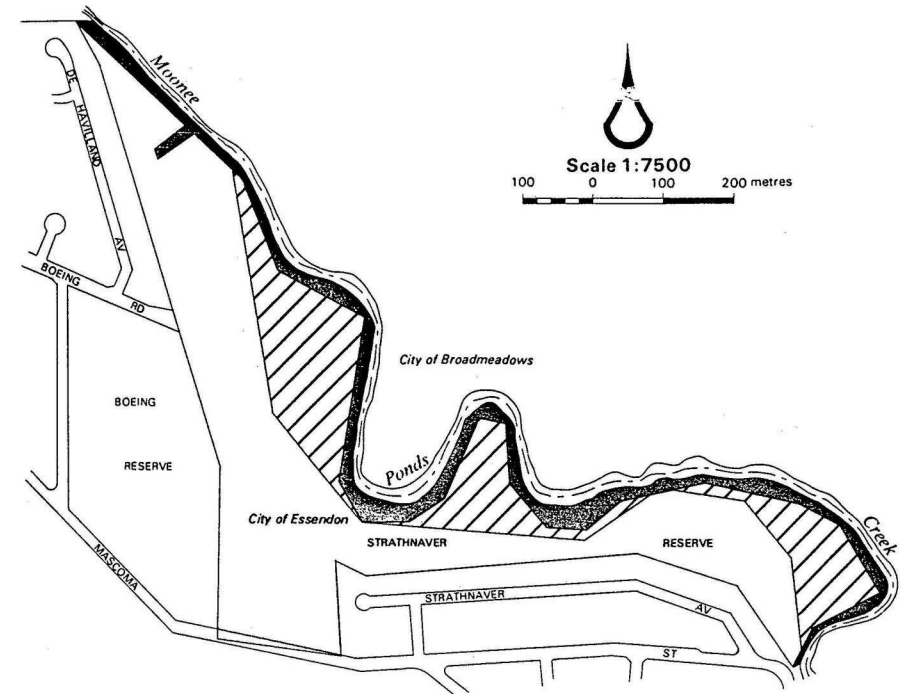 Moonee
DE
HAVILLAND
AV
Scale 1:7500
100 0 100 200 metres
BOEING
RD
City of Broadmeadows
BOEING
RESERVE
Ponds
City of Essendon
STRATHNAVER
RESERVE
Creek
MASCOMA
STRATHNAVER
AV
ST